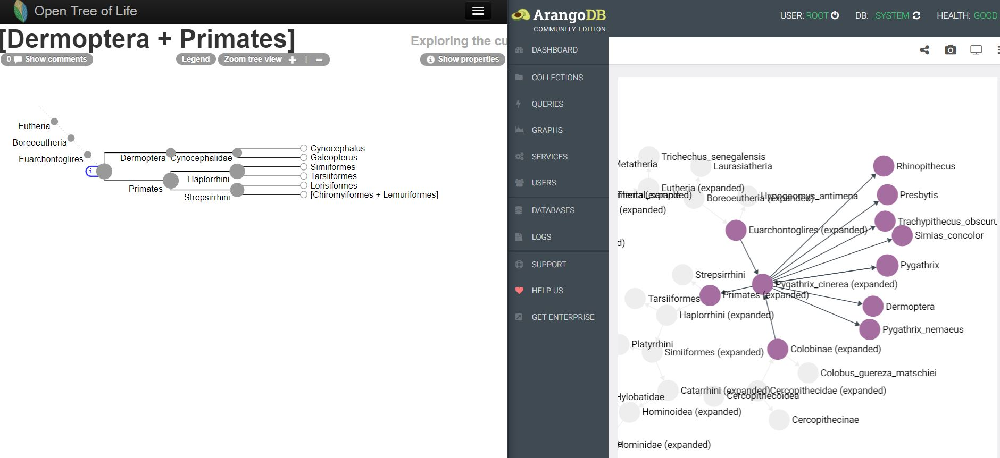 Open Tree of Life
[Dermoptera + Primates]
Exploring the cu
0 Show comments
Legend
Zoom tree view + | −
i Show properties
Eutheria
Boreoeutheria
Euarchontoglires
i
Dermoptera
Cynocephalidae
Primates
Haplorrhini
Strepsirrhini
Cynocephalus
Galeopterus
Simiiformes
Tarsiiformes
Lorisiformes
[Chiromyiformes + Lemuriformes]
ArangoDB
COMMUNITY EDITION
USER: ROOT
DB: _SYSTEM
HEALTH: GOOD
DASHBOARD
COLLECTIONS
QUERIES
GRAPHS
SERVICES
USERS
DATABASES
LOGS
SUPPORT
HELP US
GET ENTERPRISE
Trichechus_senegalensis
Metatheria
Laurasiatheria
Eutheria (expanded)
Boreoeutheria (expanded)
Hypogeomys_antimena
(expanded)
Euarchontoglires (expanded)
d)
Rhinopithecus
Presbytis
Trachypithecus_obscuru
Simias_concolor
Pygathrix
Strepsirrhini
Pygathrix_cinerea (expanded)
Primates (expanded)
Tarsiiformes
Dermoptera
Haplorrhini (expanded)
Pygathrix_nemaeus
Platyrrhini
Simiiformes (expanded)
Colobinae (expanded)
Colobus_guereza_matschiei
Catarrhini (expanded)
Cercopithecidae (expanded)
Cercopithecoidea
Hylobatidae
Hominoidea (expanded)
Cercopithecinae
Hominidae (expanded)